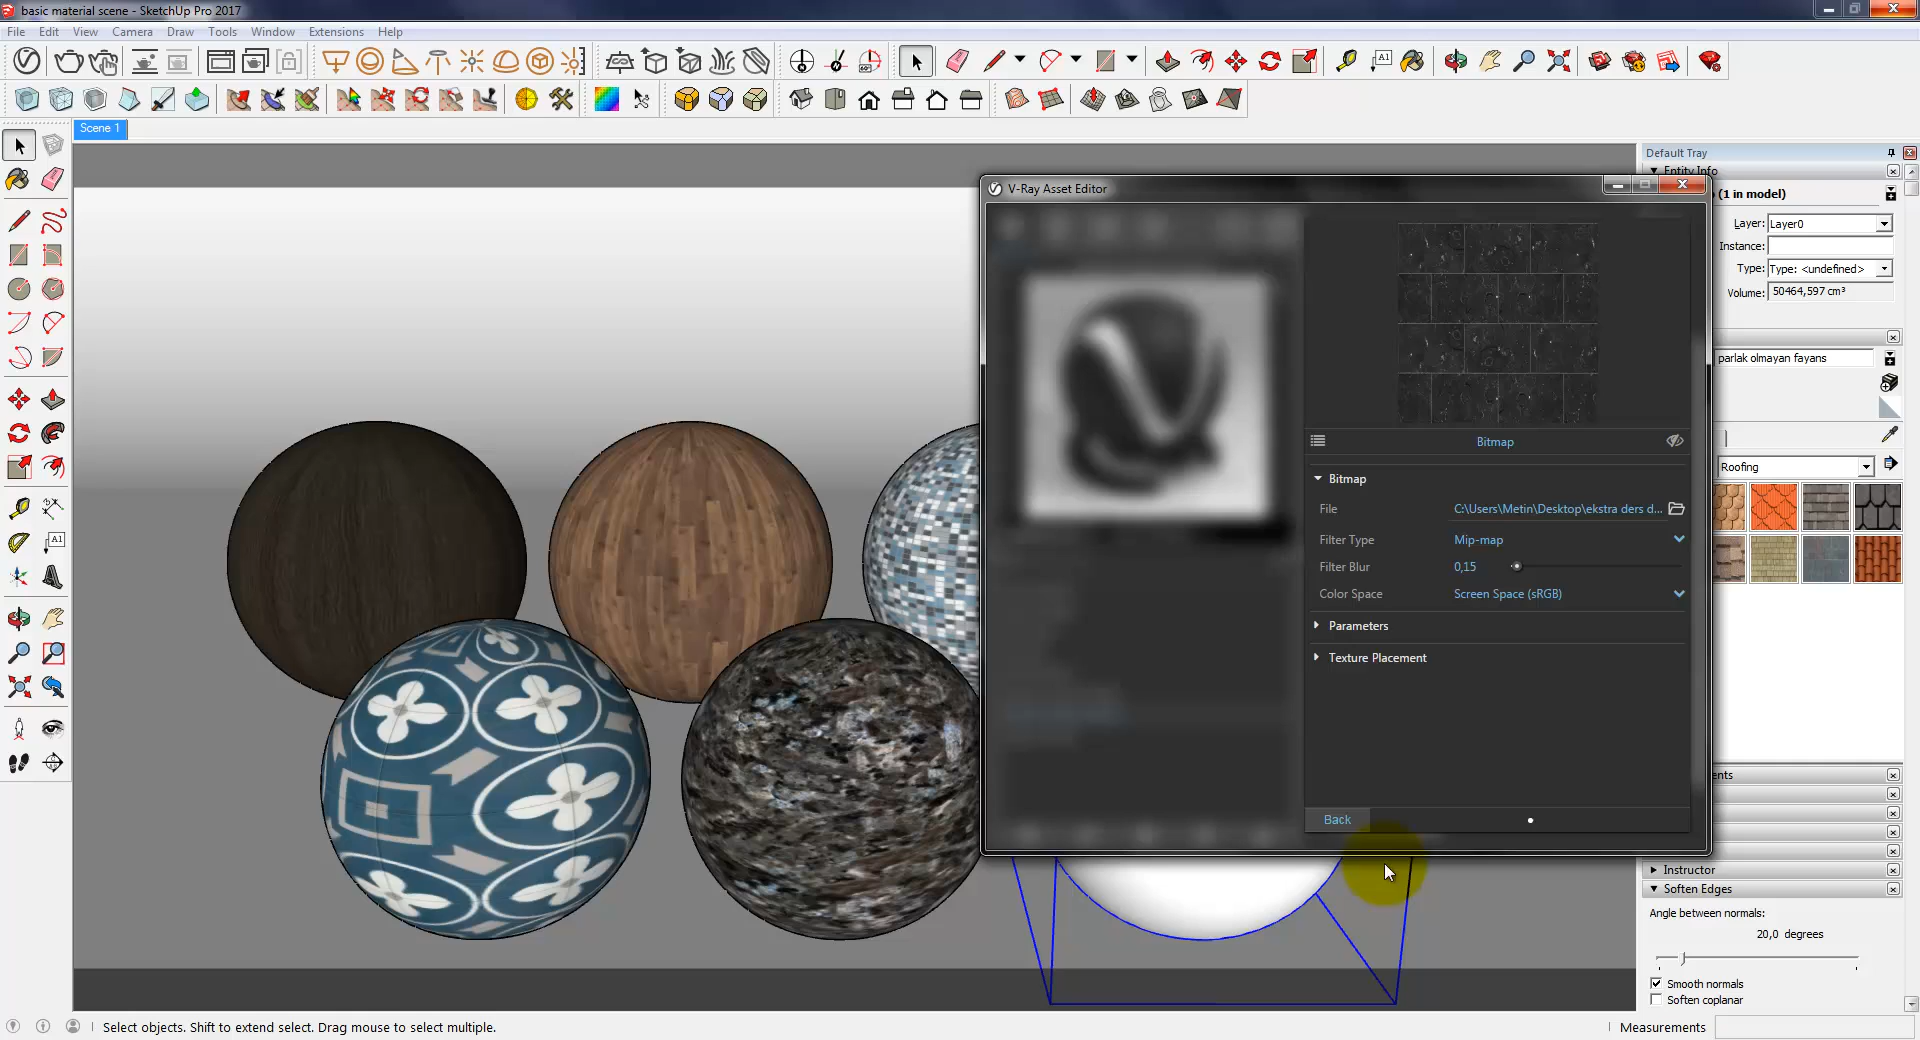 basic material scene - SketchUp Pro 2017
File Edit View Camera Draw Tools Window Extensions Help
Scene 1
Default Tray
Entity Info
(1 in model)
Layer: Layer0
Instance:
Type: Type: <undefined>
Volume: 50464,597 cm³
parlak olmayan fayans
Roofing
V-Ray Asset Editor
Bitmap
Bitmap
File C:\Users\Metin\Desktop\ekstra ders d...
Filter Type Mip-map
Filter Blur 0,15
Color Space Screen Space (sRGB)
Parameters
Texture Placement
Back
ents
Instructor
Soften Edges
Angle between normals:
20,0 degrees
Smooth normals
Soften coplanar
Select objects. Shift to extend select. Drag mouse to select multiple.
Measurements